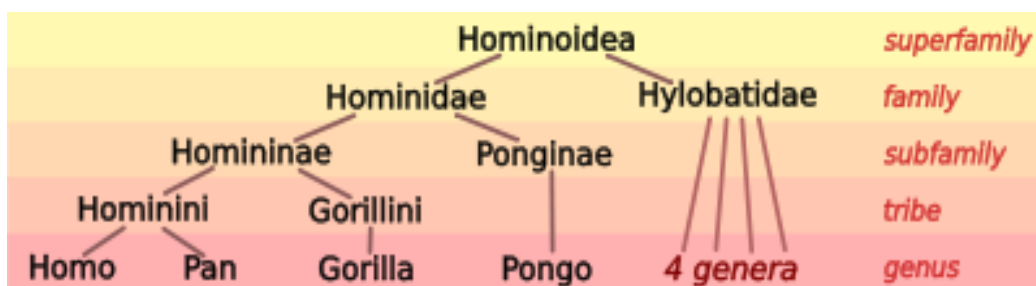 Hominoidea superfamily
Hominidae Hylobatidae family
Homininae Ponginae subfamily
Hominini Gorillini tribe
Homo Pan Gorilla Pongo 4 genera genus